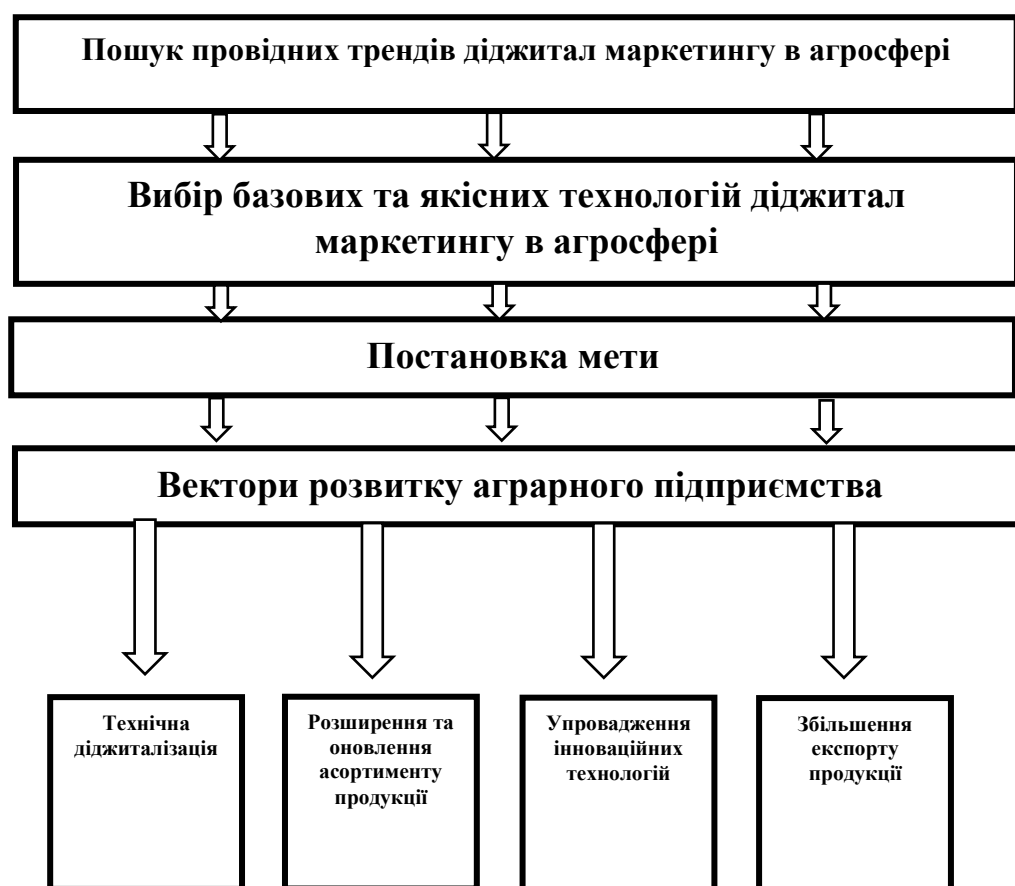 Пошук провідних трендів діджитал маркетингу в агросфері
Вибір базових та якісних технологій діджитал
маркетингу в агросфері
Постановка мети
Вектори розвитку аграрного підприємства
Технічна
діджиталізація
Розширення та
оновлення
асортименту
продукції
Упровадження
інноваційних
технологій
Збільшення
експорту
продукції